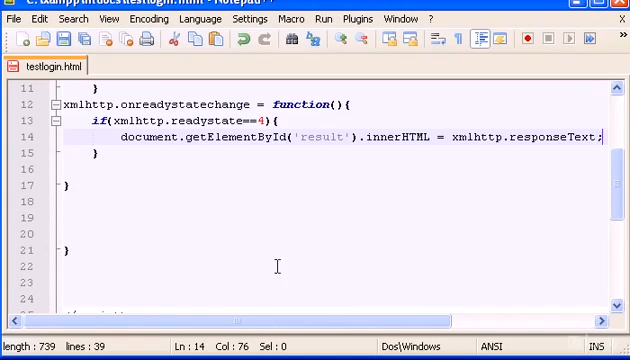 File Edit Search View Encoding Language Settings Macro Run Plugins Window ?
testlogin.html
11 }
12 xmlhttp.onreadystatechange = function(){
13 if(xmlhttp.readystate==4){
14 document.getElementById('result').innerHTML = xmlhttp.responseText;
15 }
16
17 }
18
19
20
21 }
22
23
24
length : 739 lines : 39 Ln : 14 Col : 76 Sel : 0 Dos\Windows ANSI INS